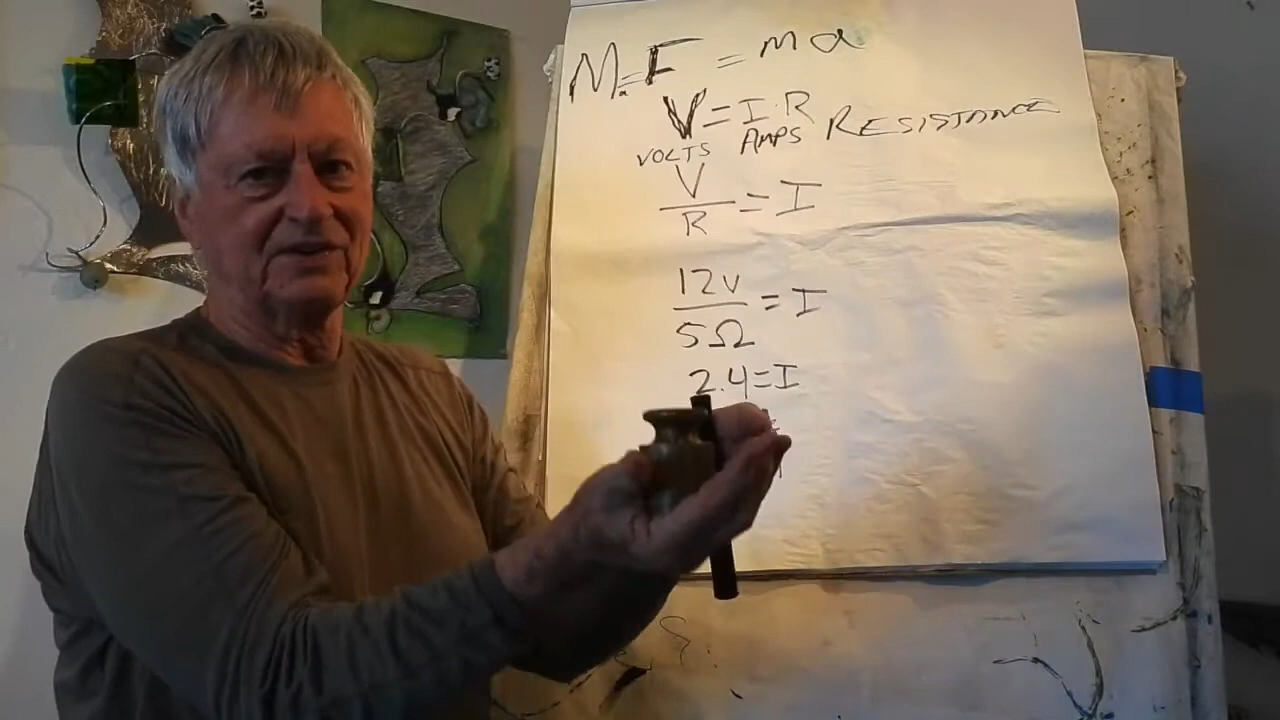 F = ma
V = I·R
VOLTS AMPS RESISTANCE
V
R = I
12V
5Ω = I
2.4 = I